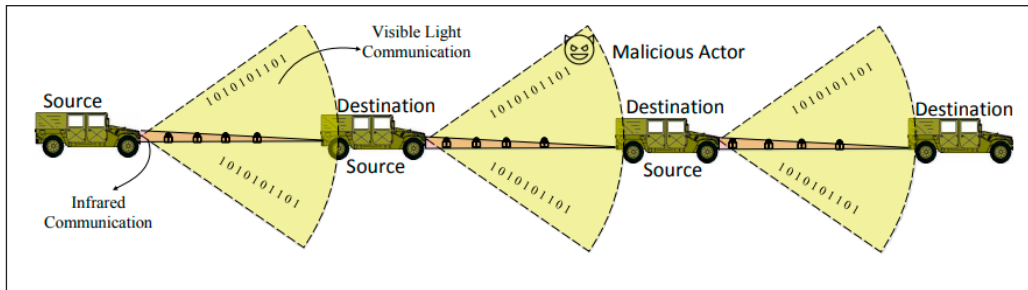 Visible Light
Communication
Malicious Actor
Source
1010101101
1010101101
1010101101
Destination
Destination
Destination
Source
Source
1010101101
1010101101
1010101101
Infrared
Communication